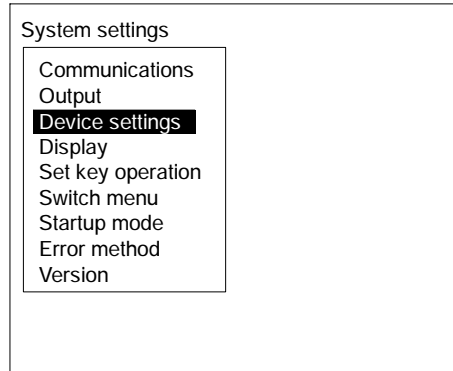 System settings
Communications
Output
Device settings
Display
Set key operation
Switch menu
Startup mode
Error method
Version